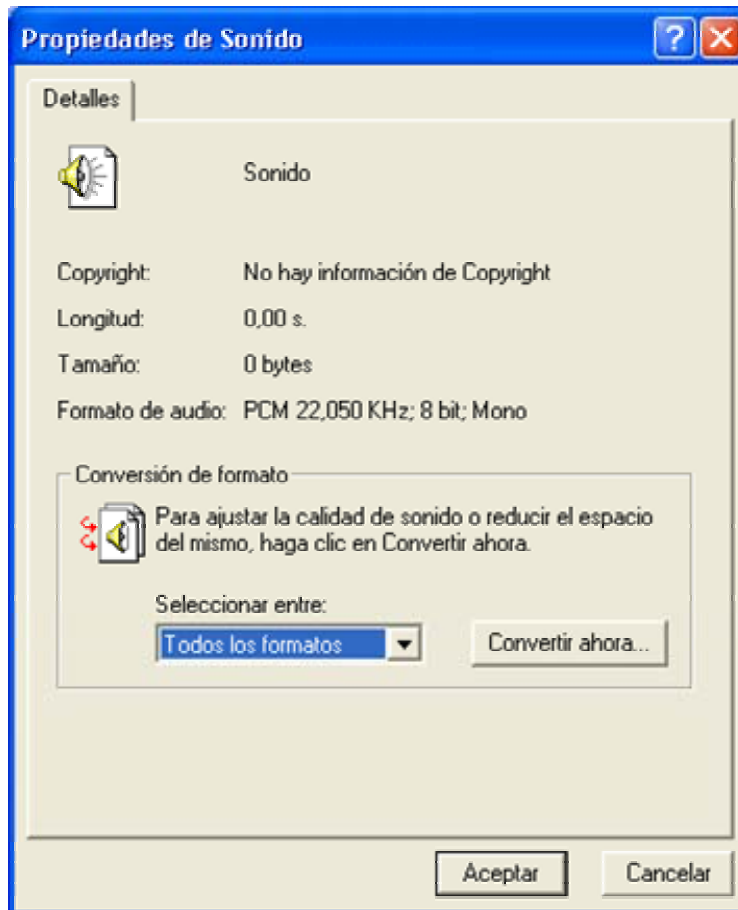 Propiedades de Sonido
Detalles
Sonido
Copyright: No hay información de Copyright
Longitud: 0,00 s.
Tamaño: 0 bytes
Formato de audio: PCM 22,050 KHz; 8 bit; Mono
Conversión de formato
Para ajustar la calidad de sonido o reducir el espacio
del mismo, haga clic en Convertir ahora.
Seleccionar entre:
Todos los formatos Convertir ahora...
Aceptar Cancelar